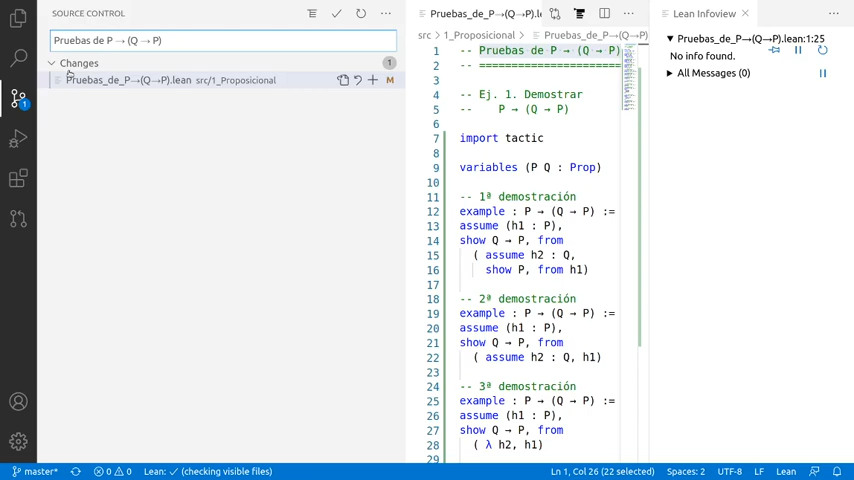 SOURCE CONTROL
Pruebas de P → (Q → P)
Changes
1
Pruebas_de_P→(Q→P).lean src/1_Proposicional
M
1
Pruebas_de_P→(Q→P).l
src > 1_Proposicional > Pruebas_de_P→(Q→P)
1 -- Pruebas de P → (Q → P)
2 -- ======================
3
4 -- Ej. 1. Demostrar
5 --    P → (Q → P)
6
7 import tactic
8
9 variables (P Q : Prop)
10
11 -- 1ª demostración
12 example : P → (Q → P) :=
13 assume (h1 : P),
14 show Q → P, from
15   ( assume h2 : Q,
16     show P, from h1)
17
18 -- 2ª demostración
19 example : P → (Q → P) :=
20 assume (h1 : P),
21 show Q → P, from
22   ( assume h2 : Q, h1)
23
24 -- 3ª demostración
25 example : P → (Q → P) :=
26 assume (h1 : P),
27 show Q → P, from
28   ( λ h2, h1)
29
Lean Infoview
Pruebas_de_P→(Q→P).lean:1:25
No info found.
All Messages (0)
master* 0 0 Lean: ✓ (checking visible files) Ln 1, Col 26 (22 selected) Spaces: 2 UTF-8 LF Lean